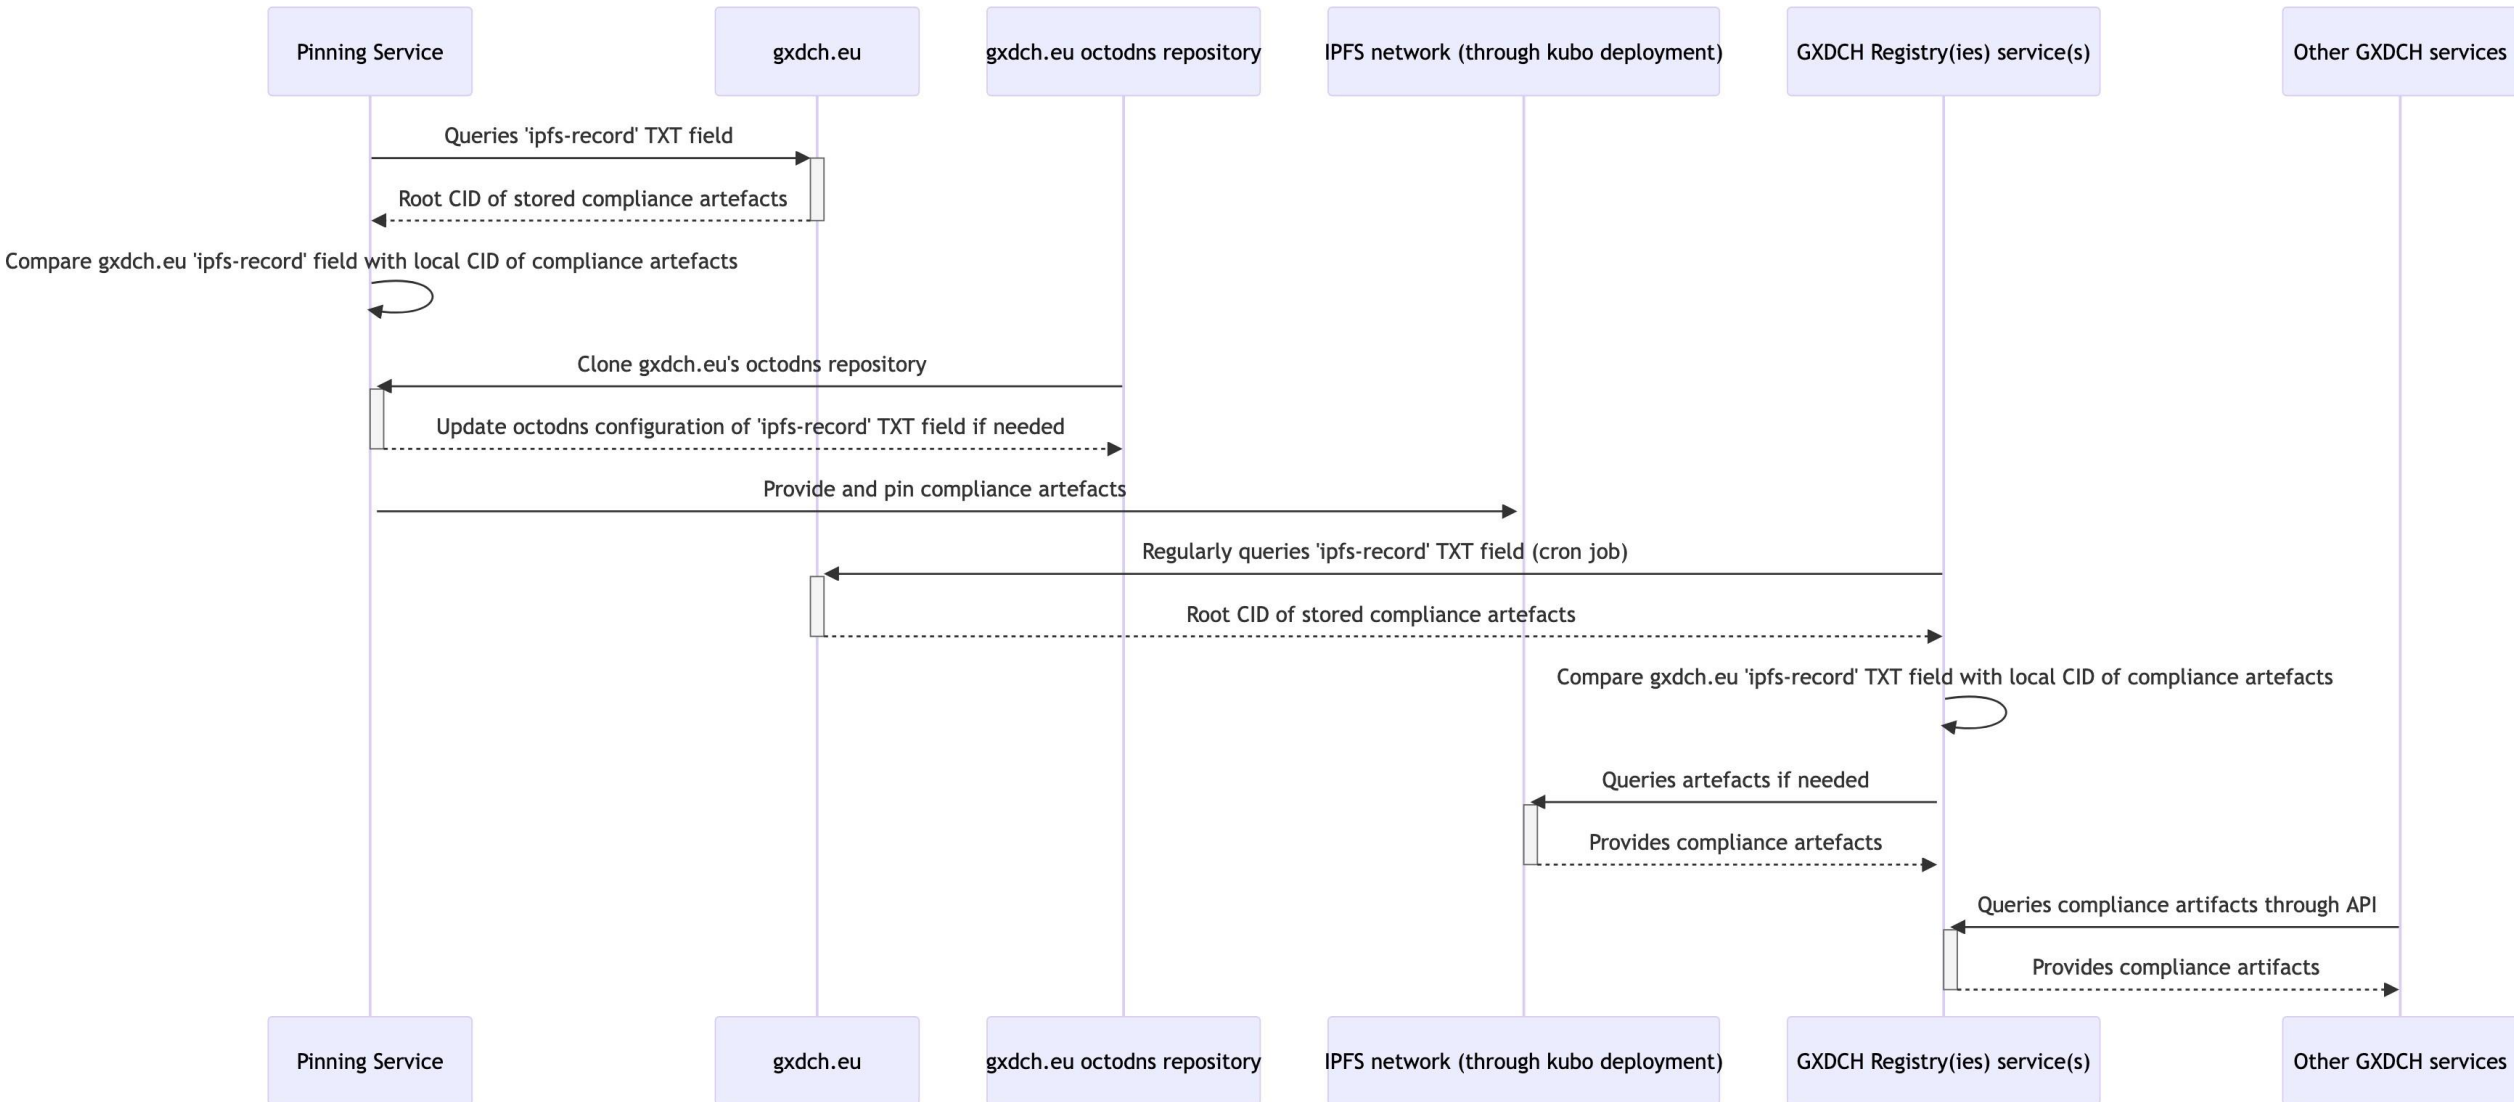 Pinning Service
gxdch.eu
gxdch.eu octodns repository
IPFS network (through kubo deployment)
GXDCH Registry(ies) service(s)
Other GXDCH services
Queries 'ipfs-record' TXT field
Root CID of stored compliance artefacts
Compare gxdch.eu 'ipfs-record' field with local CID of compliance artefacts
Clone gxdch.eu's octodns repository
Update octodns configuration of 'ipfs-record' TXT field if needed
Provide and pin compliance artefacts
Regularly queries 'ipfs-record' TXT field (cron job)
Root CID of stored compliance artefacts
Compare gxdch.eu 'ipfs-record' TXT field with local CID of compliance artefacts
Queries artefacts if needed
Provides compliance artefacts
Queries compliance artifacts through API
Provides compliance artifacts
Pinning Service
gxdch.eu
gxdch.eu octodns repository
IPFS network (through kubo deployment)
GXDCH Registry(ies) service(s)
Other GXDCH services